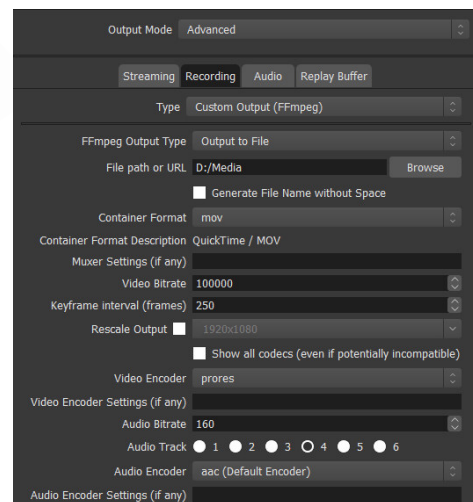 Output Mode Advanced
Streaming Recording Audio Replay Buffer
Type Custom Output (FFmpeg)
FFmpeg Output Type Output to File
File path or URL D:/Media Browse
Generate File Name without Space
Container Format mov
Container Format Description QuickTime / MOV
Muxer Settings (if any)
Video Bitrate 100000
Keyframe interval (frames) 250
Rescale Output 1920x1080
Show all codecs (even if potentially incompatible)
Video Encoder prores
Video Encoder Settings (if any)
Audio Bitrate 160
Audio Track 1 2 3 4 5 6
Audio Encoder aac (Default Encoder)
Audio Encoder Settings (if any)